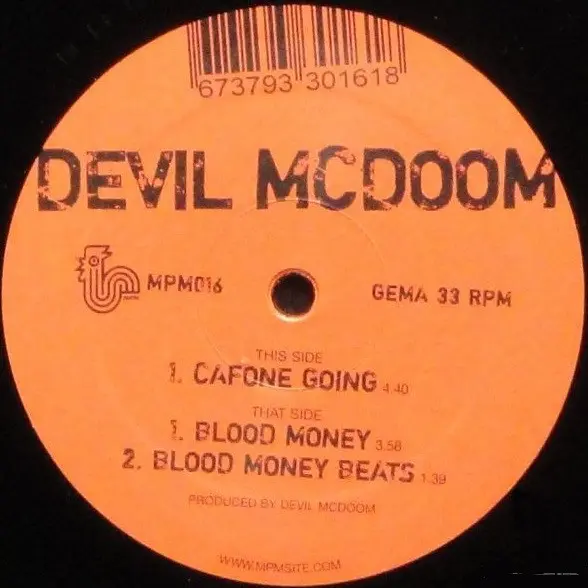 673793 301618
DEVIL MCDOOM
MPM016
GEMA 33 RPM
THIS SIDE
1. CAFONE GOING 4.40
THAT SIDE
1. BLOOD MONEY 3.58
2. BLOOD MONEY BEATS 1.39
PRODUCED BY DEVIL MCDOOM
WWW.MPMSITE.COM